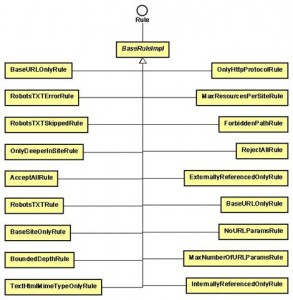 Rule
BaseRuleImpl
BaseURLOnlyRule
OnlyHttpProtocolRule
RobotsTXTErrorRule
MaxResourcesPerSiteRule
RobotsTXTSkippedRule
ForbiddenPathRule
OnlyDeeperInSiteRule
RejectAllRule
AcceptAllRule
ExternallyReferencedOnlyRule
RobotsTXTRule
BaseURLOnlyRule
BaseSiteOnlyRule
NoURLParamsRule
BoundedDepthRule
MaxNumberOfURLParamsRule
TextHtmlMimeTypeOnlyRule
InternallyReferencedOnlyRule